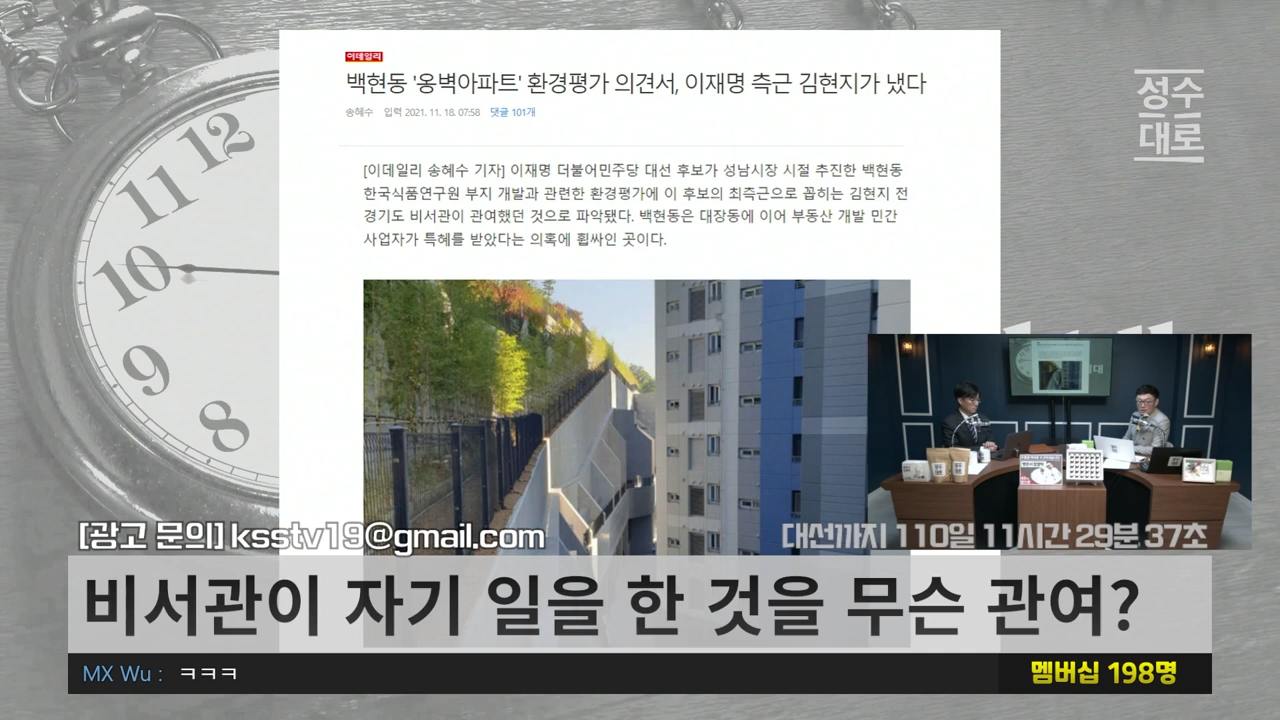 이데일리
백현동 '옹벽아파트' 환경평가 의견서, 이재명 측근 김현지가 냈다
송혜수 입력 2021. 11. 18. 07:58 댓글 101개
[이데일리 송혜수 기자] 이재명 더불어민주당 대선 후보가 성남시장 시절 추진한 백현동
한국식품연구원 부지 개발과 관련한 환경평가에 이 후보의 최측근으로 꼽히는 김현지 전
경기도 비서관이 관여했던 것으로 파악됐다. 백현동은 대장동에 이어 부동산 개발 민간
사업자가 특혜를 받았다는 의혹에 휩싸인 곳이다.
성수
대로
12
11
10
9
8
[광고 문의] ksstv19@gmail.com
대선까지 110일 11시간 29분 37초
비서관이 자기 일을 한 것을 무슨 관여?
MX Wu : ㅋㅋㅋ
멤버십 198명